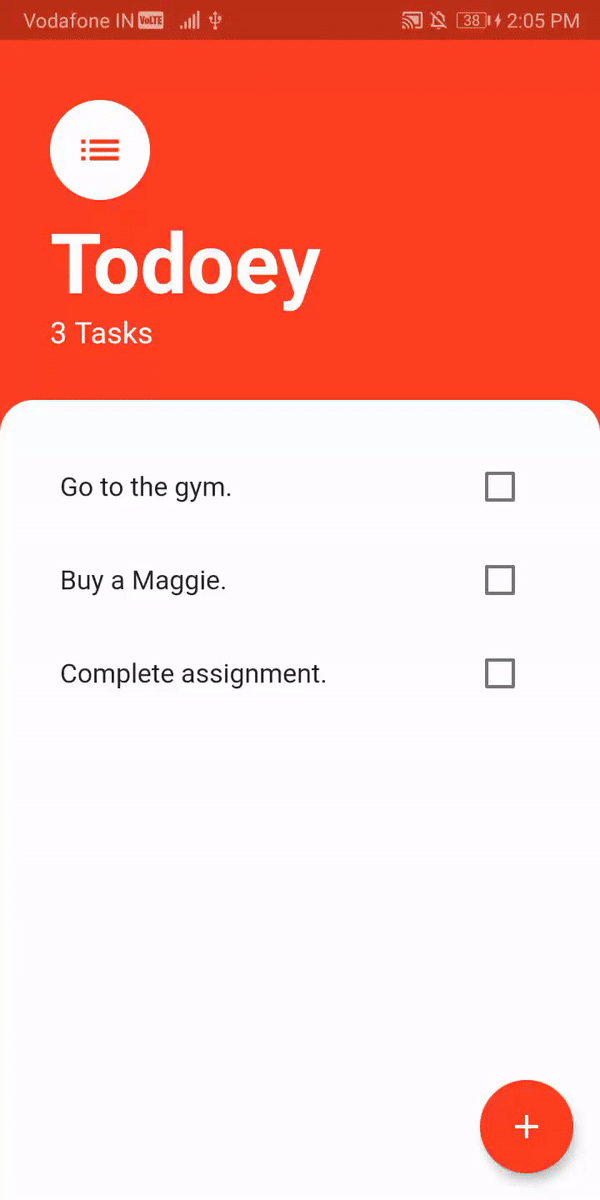 Vodafone IN VoLTE 38 2:05 PM
Todoey
3 Tasks
Go to the gym.
Buy a Maggie.
Complete assignment.
+